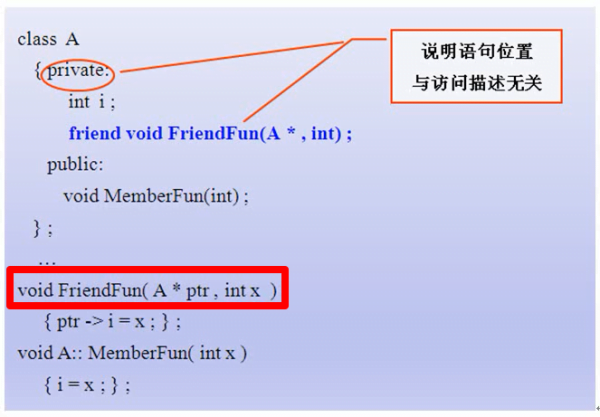 class A
{ private:
int i ;
friend void FriendFun(A * , int) ;
public:
void MemberFun(int) ;
} ;
...
void FriendFun( A * ptr , int x )
{ ptr -> i = x ; } ;
void A:: MemberFun( int x )
{ i = x ; } ;
说明语句位置
与访问描述无关